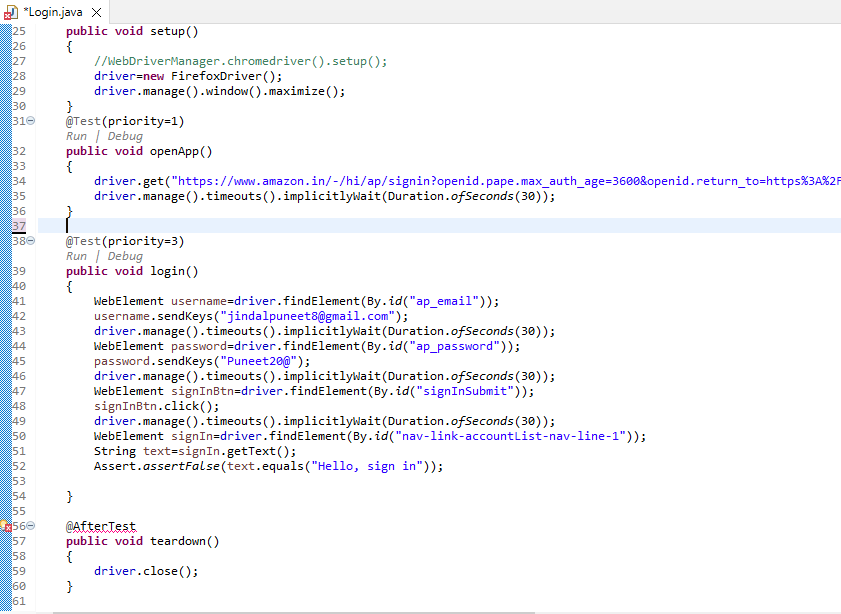 *Login.java
25 public void setup()
26 {
27 //WebDriverManager.chromedriver().setup();
28 driver=new FirefoxDriver();
29 driver.manage().window().maximize();
30 }
31 @Test(priority=1)
Run | Debug
32 public void openApp()
33 {
34 driver.get("https://www.amazon.in/-/hi/ap/signin?openid.pape.max_auth_age=3600&openid.return_to=https%3A%2F
35 driver.manage().timeouts().implicitlyWait(Duration.ofSeconds(30));
36 }
37
38 @Test(priority=3)
Run | Debug
39 public void login()
40 {
41 WebElement username=driver.findElement(By.id("ap_email"));
42 username.sendKeys("jindalpuneet8@gmail.com");
43 driver.manage().timeouts().implicitlyWait(Duration.ofSeconds(30));
44 WebElement password=driver.findElement(By.id("ap_password"));
45 password.sendKeys("Puneet20@");
46 driver.manage().timeouts().implicitlyWait(Duration.ofSeconds(30));
47 WebElement signInBtn=driver.findElement(By.id("signInSubmit"));
48 signInBtn.click();
49 driver.manage().timeouts().implicitlyWait(Duration.ofSeconds(30));
50 WebElement signIn=driver.findElement(By.id("nav-link-accountList-nav-line-1"));
51 String text=signIn.getText();
52 Assert.assertFalse(text.equals("Hello, sign in"));
53
54 }
55
56 @AfterTest
57 public void teardown()
58 {
59 driver.close();
60 }
61